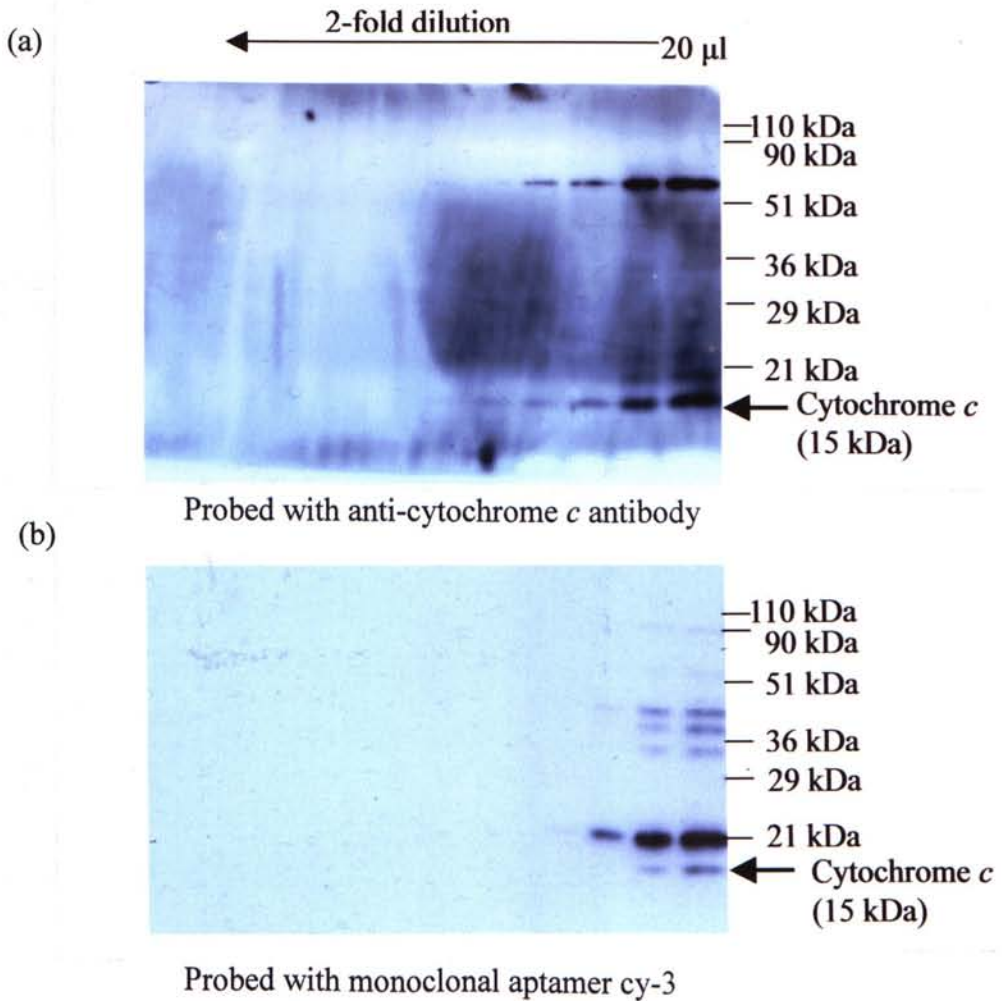 (a)
2-fold dilution
20 µl
110 kDa
90 kDa
51 kDa
36 kDa
29 kDa
21 kDa
Cytochrome c
(15 kDa)
Probed with anti-cytochrome c antibody
(b)
110 kDa
90 kDa
51 kDa
36 kDa
29 kDa
21 kDa
Cytochrome c
(15 kDa)
Probed with monoclonal aptamer cy-3